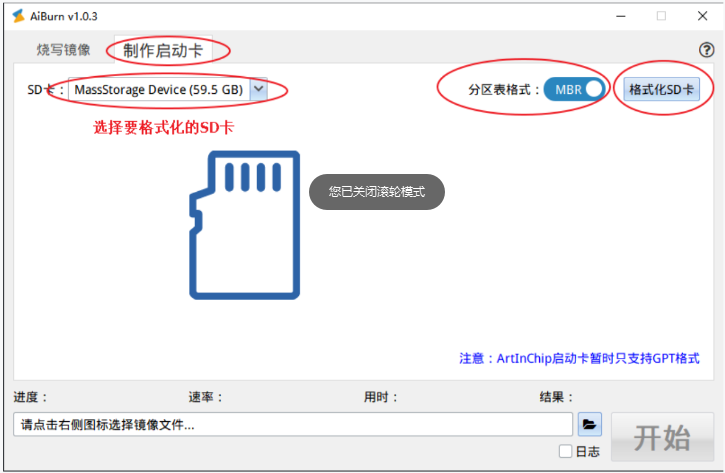 AiBurn v1.0.3
烧写镜像 制作启动卡
SD卡： MassStorage Device (59.5 GB) 分区表格式： MBR 格式化SD卡
选择要格式化的SD卡
您已关闭滚轮模式
注意：ArtInChip启动卡暂时只支持GPT格式
进度： 速率： 用时： 结果：
请点击右侧图标选择镜像文件...
开始
日志